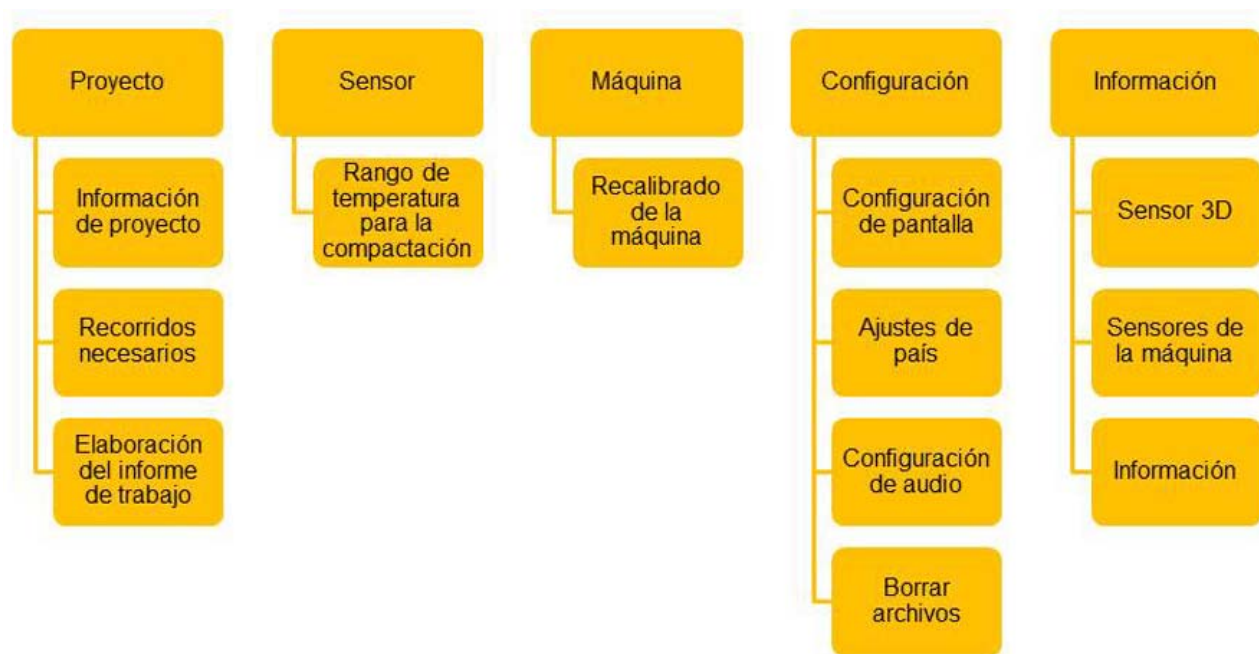 Proyecto
Información
de proyecto
Recorridos
necesarios
Elaboración
del informe
de trabajo
Sensor
Rango de
temperatura
para la
compactación
Máquina
Recalibrado
de la
máquina
Configuración
Configuración
de pantalla
Ajustes de
país
Configuración
de audio
Borrar
archivos
Información
Sensor 3D
Sensores de
la máquina
Información